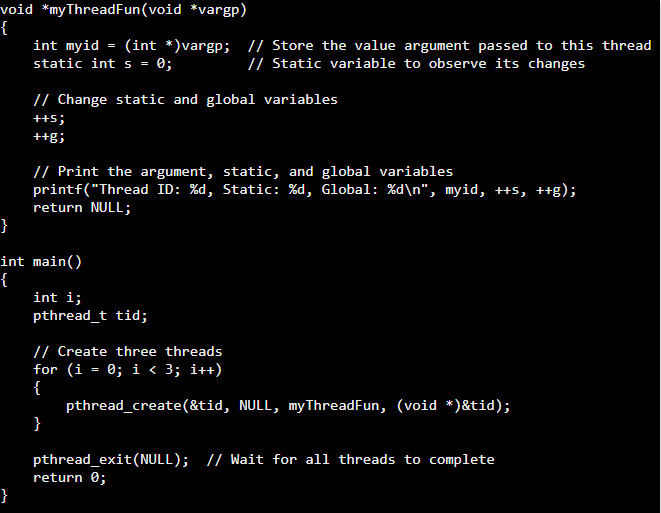 void *myThreadFun(void *vargp)
{
    int myid = (int *)vargp;  // Store the value argument passed to this thread
    static int s = 0;         // Static variable to observe its changes

    // Change static and global variables
    ++s;
    ++g;

    // Print the argument, static, and global variables
    printf("Thread ID: %d, Static: %d, Global: %d\n", myid, ++s, ++g);
    return NULL;
}

int main()
{
    int i;
    pthread_t tid;

    // Create three threads
    for (i = 0; i < 3; i++)
    {
        pthread_create(&tid, NULL, myThreadFun, (void *)&tid);
    }

    pthread_exit(NULL);  // Wait for all threads to complete
    return 0;
}